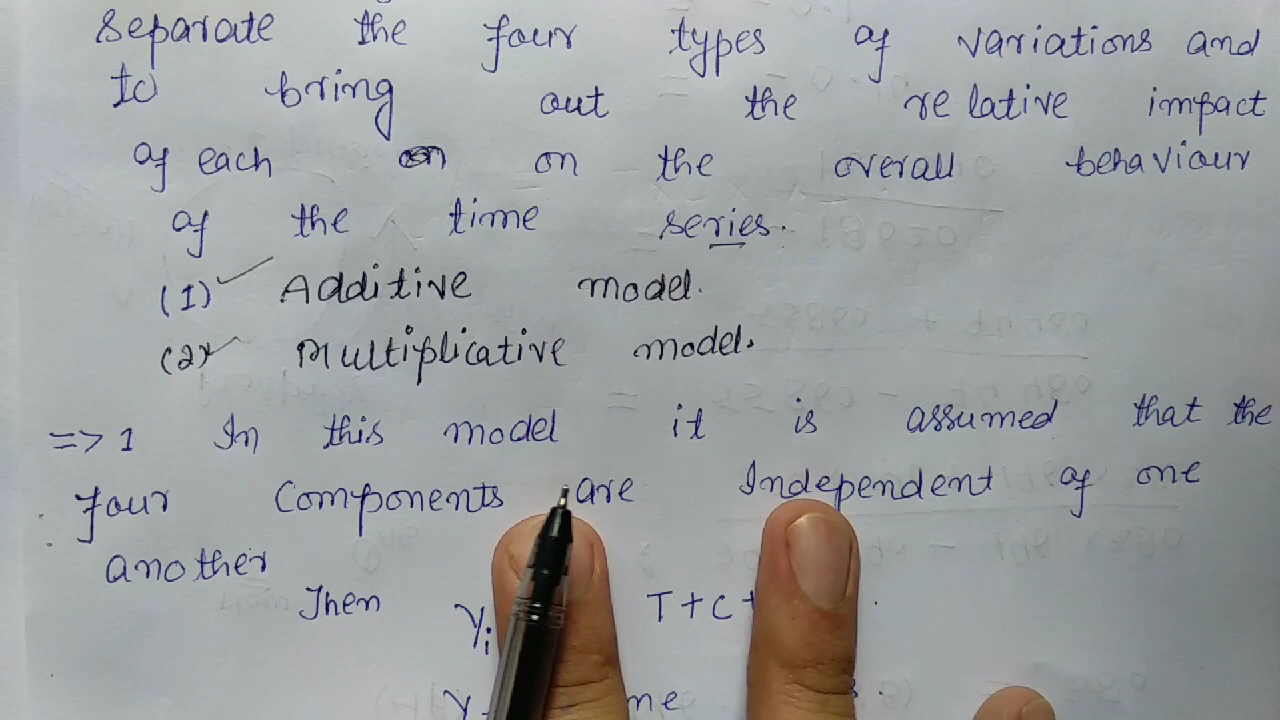 separate the four types of variations and
to bring out the relative impact
of each on on the overall behaviour
of the time series.
(1) Additive model.
(2) Multiplicative model.
=> 1 In this model it is assumed that the
four Components are Independent of one
another
Then Yi T+C+
Y me